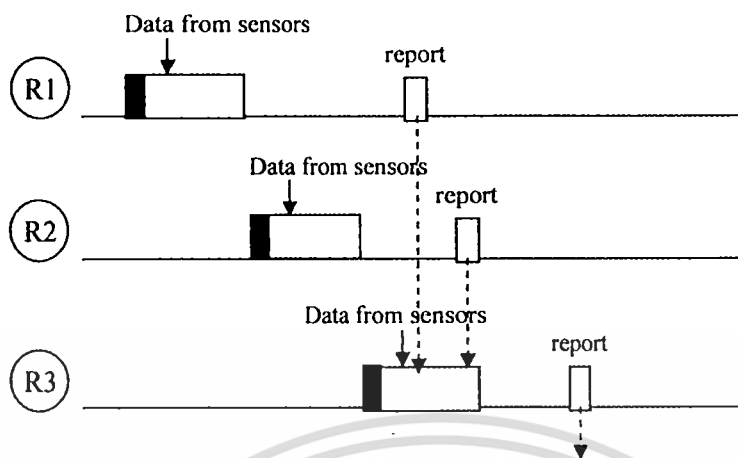 Data from sensors
report
R1
Data from sensors
report
R2
Data from sensors
report
R3